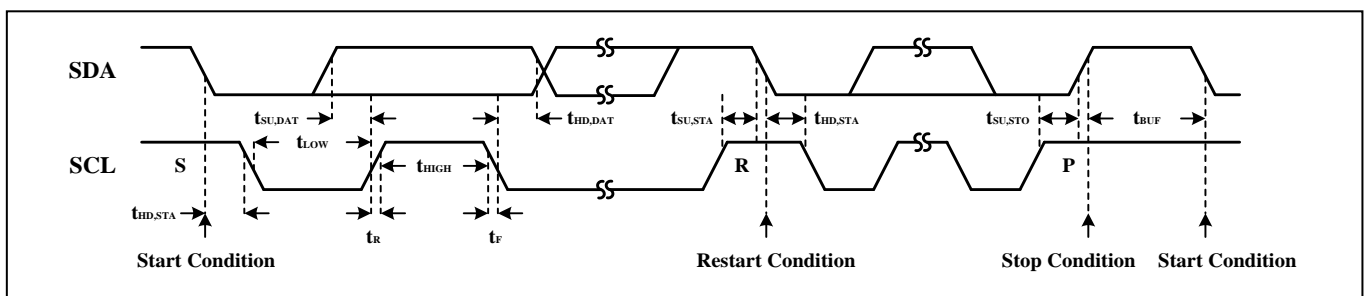 SDA
tSU,DAT
tHD,DAT
tSU,STA
tHD,STA
tSU,STO
tBUF
tLOW
SCL
S
tHIGH
R
P
tHD,STA
tR
tF
Start Condition
Restart Condition
Stop Condition
Start Condition